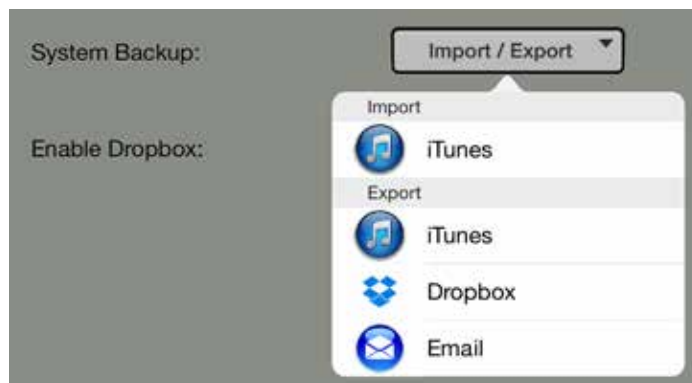 System Backup:
Import / Export
Import
Enable Dropbox:
iTunes
Export
iTunes
Dropbox
Email